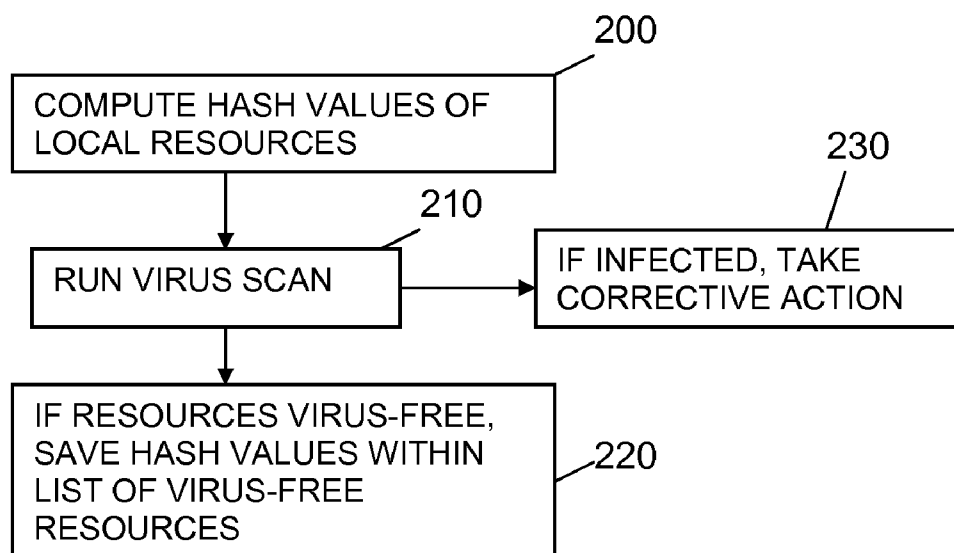 200
COMPUTE HASH VALUES OF
LOCAL RESOURCES
230
210
RUN VIRUS SCAN
IF INFECTED, TAKE
CORRECTIVE ACTION
IF RESOURCES VIRUS-FREE,
SAVE HASH VALUES WITHIN
LIST OF VIRUS-FREE
RESOURCES
220